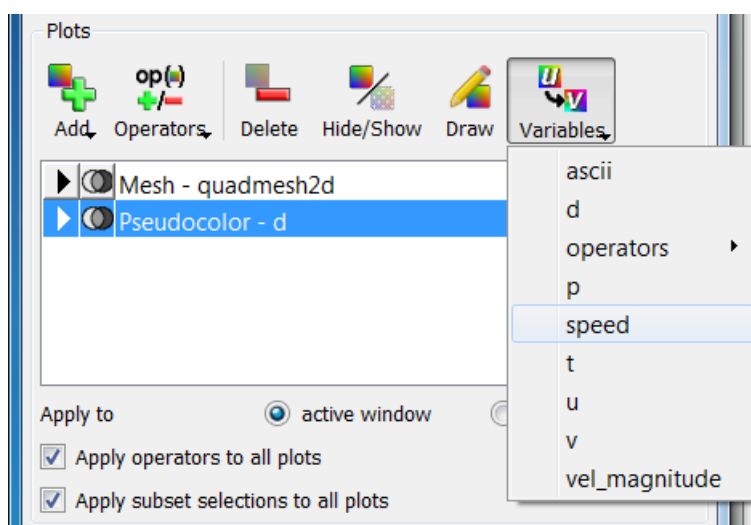 Plots
op(=)
+/−
Add Operators Delete Hide/Show Draw Variables
U
V
Mesh - quadmesh2d
Pseudocolor - d
ascii
d
operators
p
speed
t
u
v
vel_magnitude
Apply to active window
Apply operators to all plots
Apply subset selections to all plots